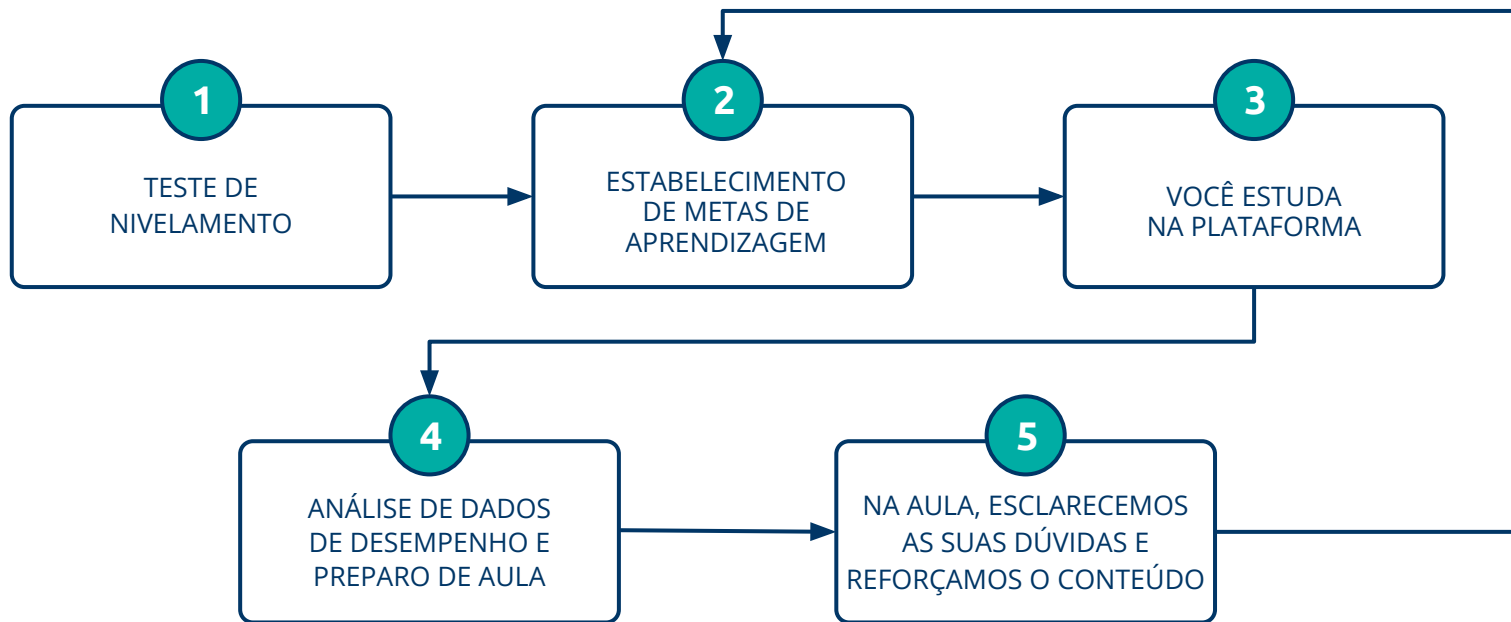 1
TESTE DE
NIVELAMENTO
2
ESTABELECIMENTO
DE METAS DE
APRENDIZAGEM
3
VOCÊ ESTUDA
NA PLATAFORMA
4
ANÁLISE DE DADOS
DE DESEMPENHO E
PREPARO DE AULA
5
NA AULA, ESCLARECEMOS
AS SUAS DÚVIDAS E
REFORÇAMOS O CONTEÚDO